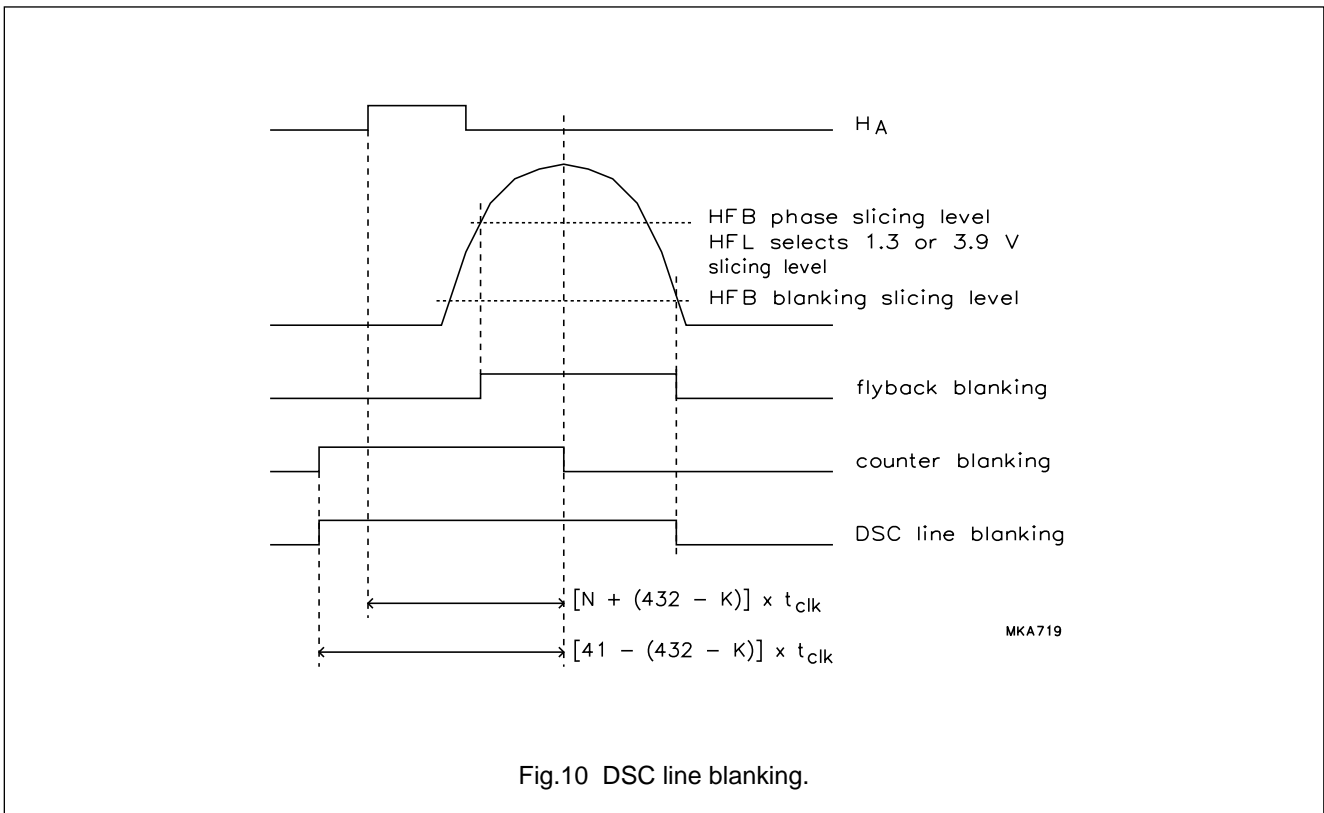 HA
HFB phase slicing level
HFL selects 1.3 or 3.9 V
slicing level
HFB blanking slicing level
flyback blanking
counter blanking
DSC line blanking
[N + (432 − K)] x tclk
MKA719
[41 − (432 − K)] x tclk
Fig.10 DSC line blanking.